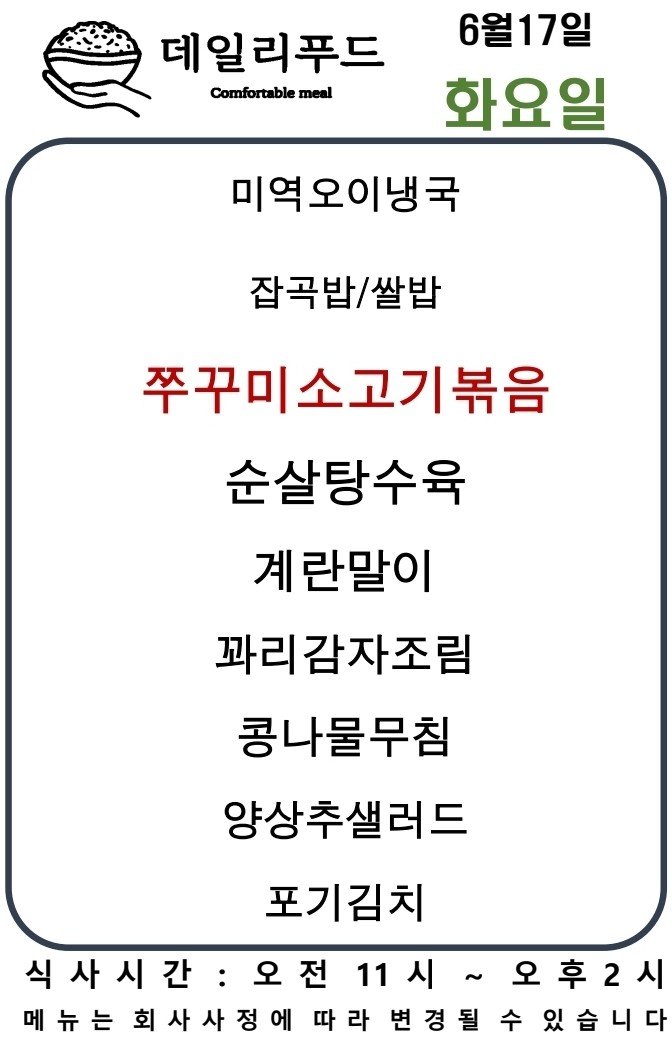 데일리푸드
Comfortable meal
6월17일
화요일
미역오이냉국
잡곡밥/쌀밥
쭈꾸미소고기볶음
순살탕수육
계란말이
꽈리감자조림
콩나물무침
양상추샐러드
포기김치
식사시간 : 오전 11시 ~ 오후2시
메뉴는 회사사정에 따라 변경될 수 있습니다